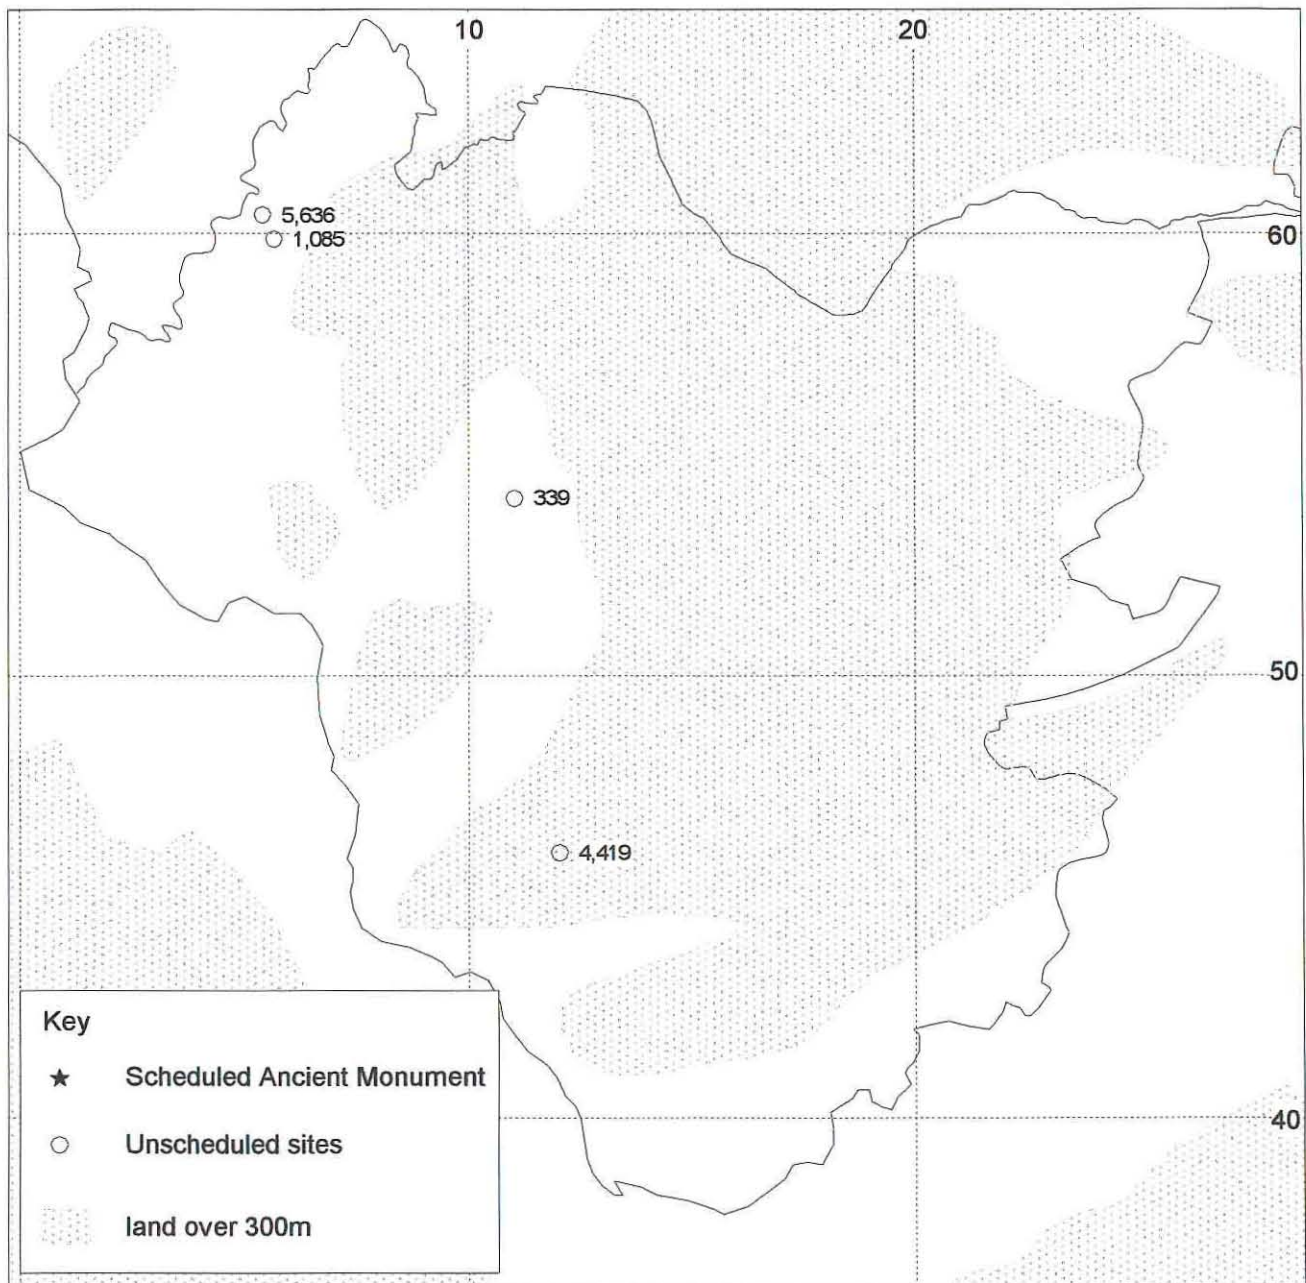 10
20
5,636
1,085
60
339
50
4,419
Key
Scheduled Ancient Monument
Unscheduled sites
40
land over 300m